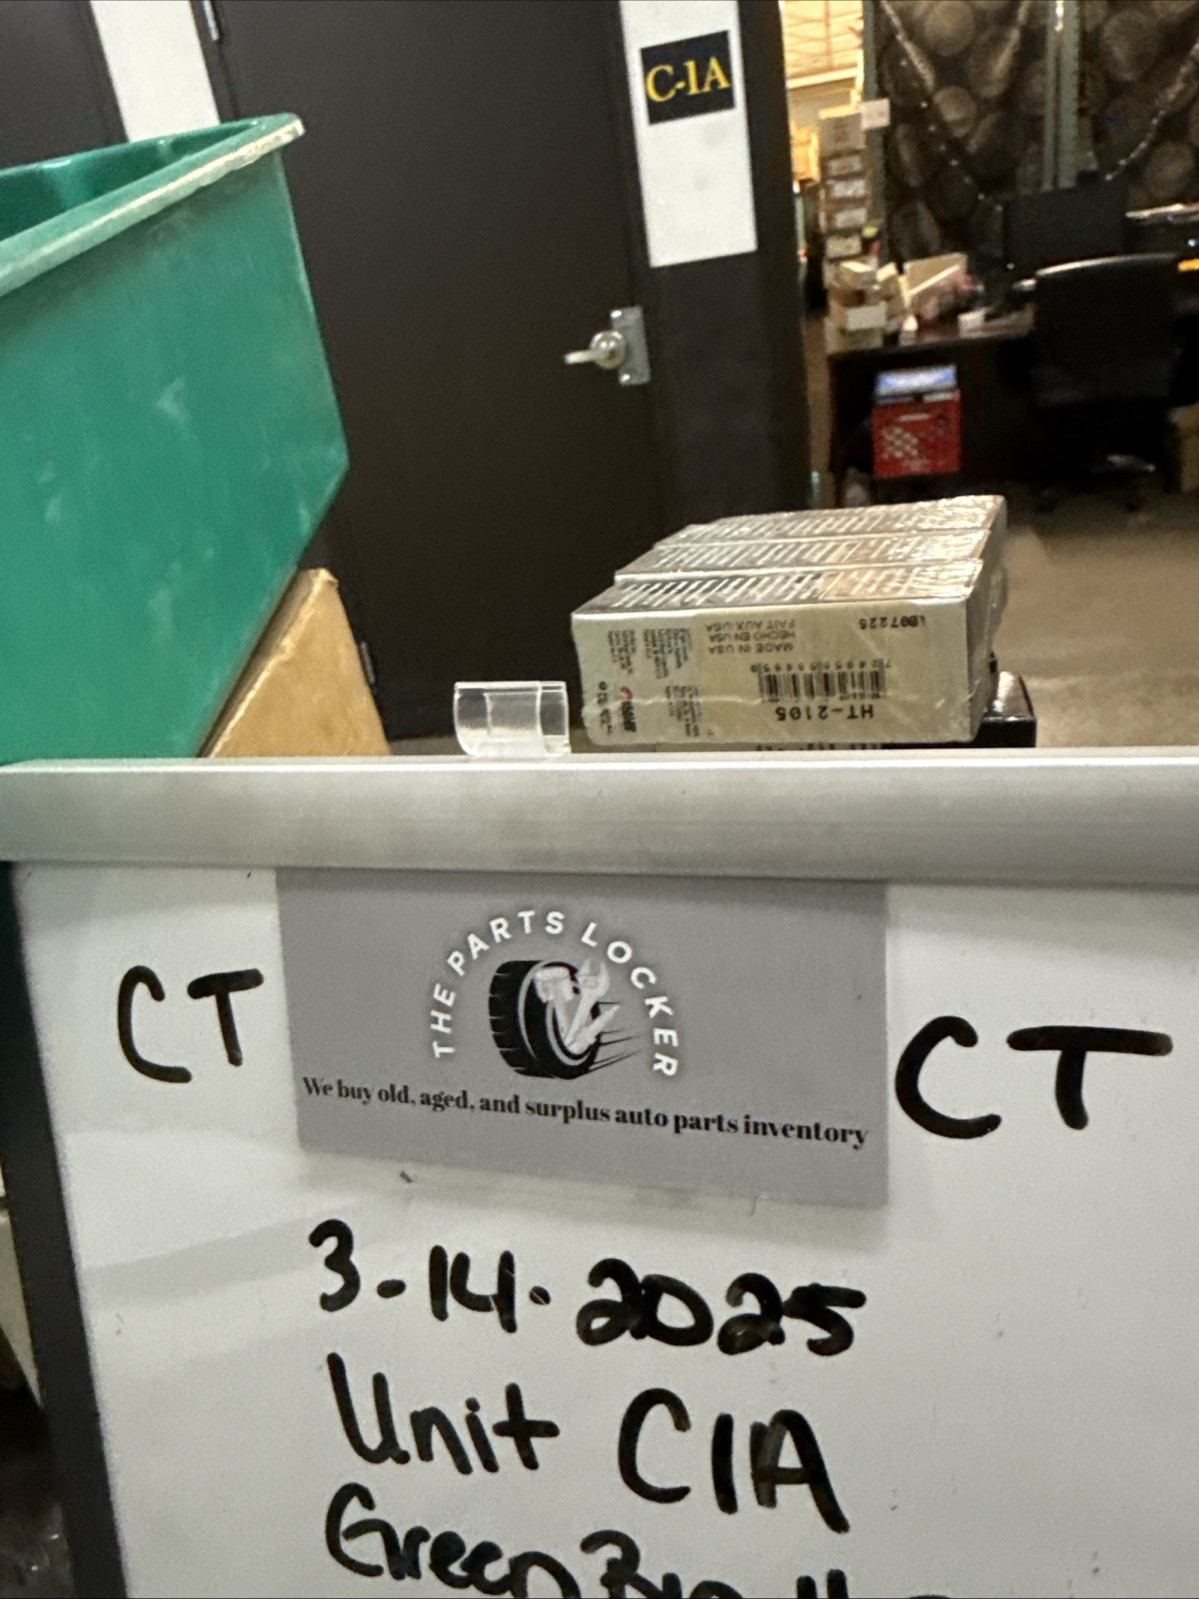 C-1A
HT-2105
MADE IN USA
HECHO EN USA
FAIT AUX USA
THE PARTS LOCKER
We buy old, aged, and surplus auto parts inventory
CT
CT
3-14-2025
Unit C1A
Green